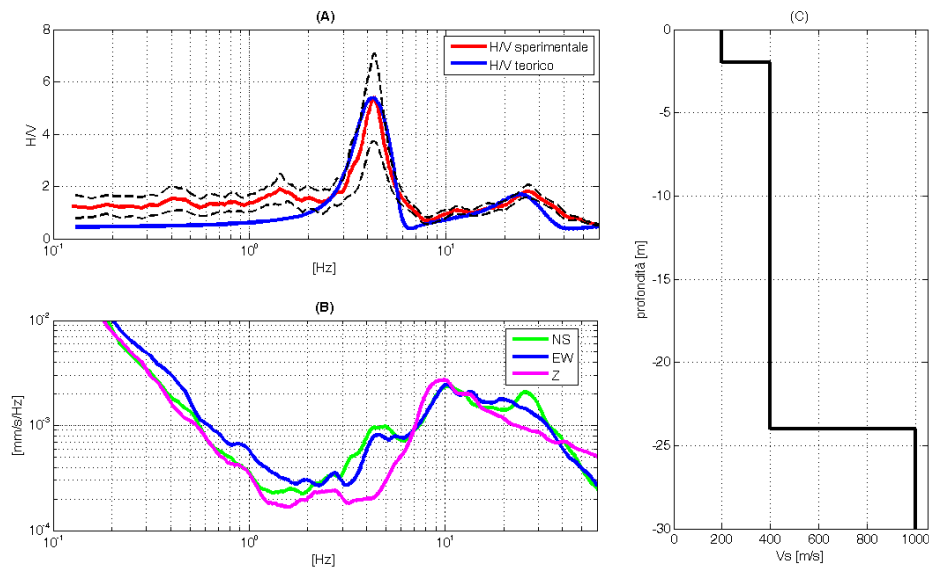 (A)
8
6
4
2
0
H/V
H/V sperimentale
H/V teorico
10^-1
10^0
10^1
[Hz]
(B)
10^-2
10^-3
10^-4
[mm/s/Hz]
NS
EW
Z
10^-1
10^0
10^1
[Hz]
(C)
0
-5
-10
-15
-20
-25
-30
profondità [m]
0
200
400
600
800
1000
Vs [m/s]